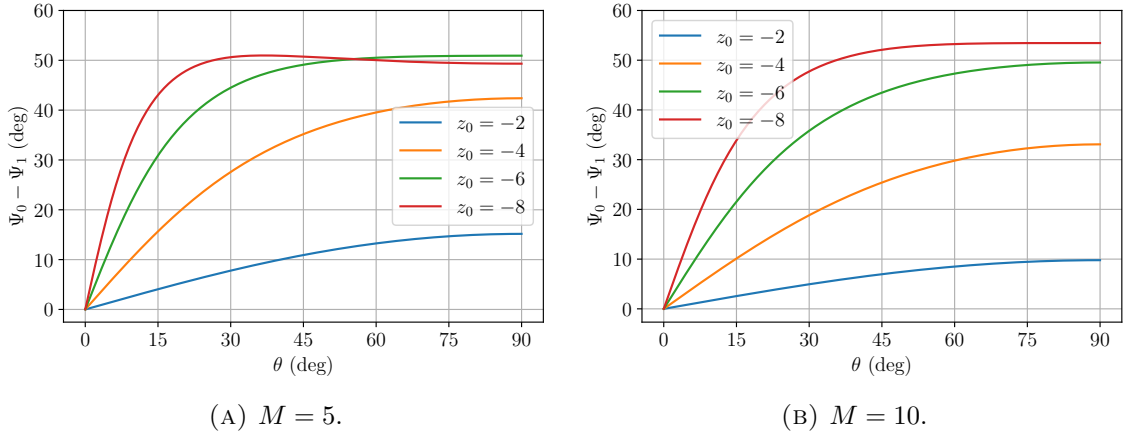 60
50
40
30
20
10
0
Ψ₀ − Ψ₁ (deg)
z₀ = −2
z₀ = −4
z₀ = −6
z₀ = −8
0 15 30 45 60 75 90
θ (deg)
(A) M = 5.
60
50
40
30
20
10
0
Ψ₀ − Ψ₁ (deg)
z₀ = −2
z₀ = −4
z₀ = −6
z₀ = −8
0 15 30 45 60 75 90
θ (deg)
(B) M = 10.